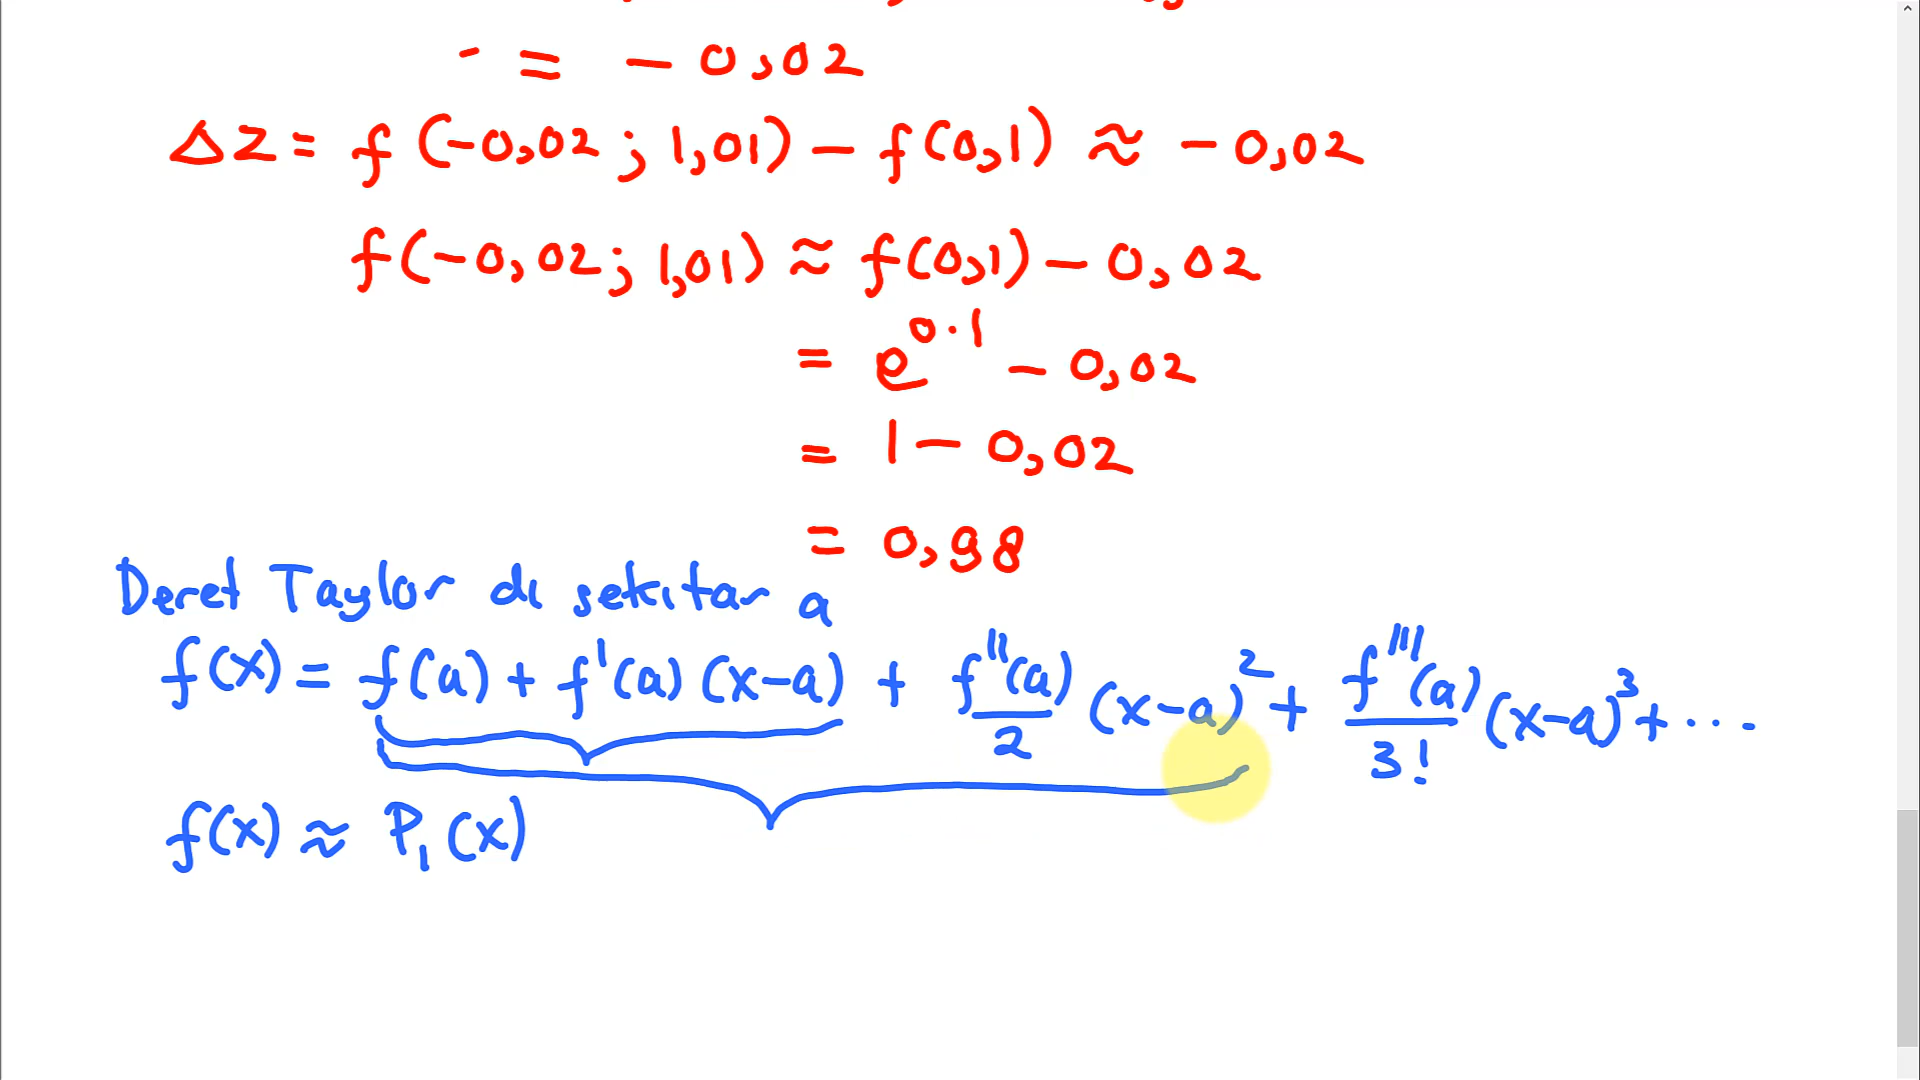 = - 0,02
Δz = f(-0,02 ; 1,01) - f(0,1) ≈ - 0,02
f(-0,02 ; 1,01) ≈ f(0,1) - 0,02
= e^{0·1} - 0,02
= 1 - 0,02
= 0,98
Deret Taylor di sekitar a
f(x) = f(a) + f'(a) (x-a) + f''(a)/2 (x-a)² + f'''(a)/3! (x-a)³ + ...
f(x) ≈ P₁(x)